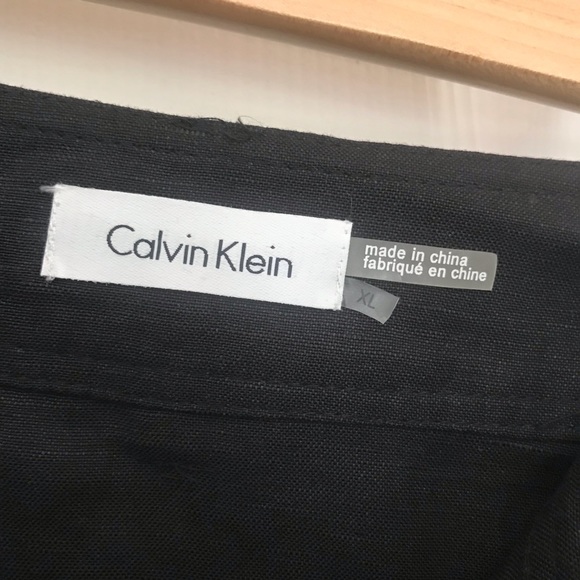 Calvin Klein
made in china
fabriqué en chine
XL